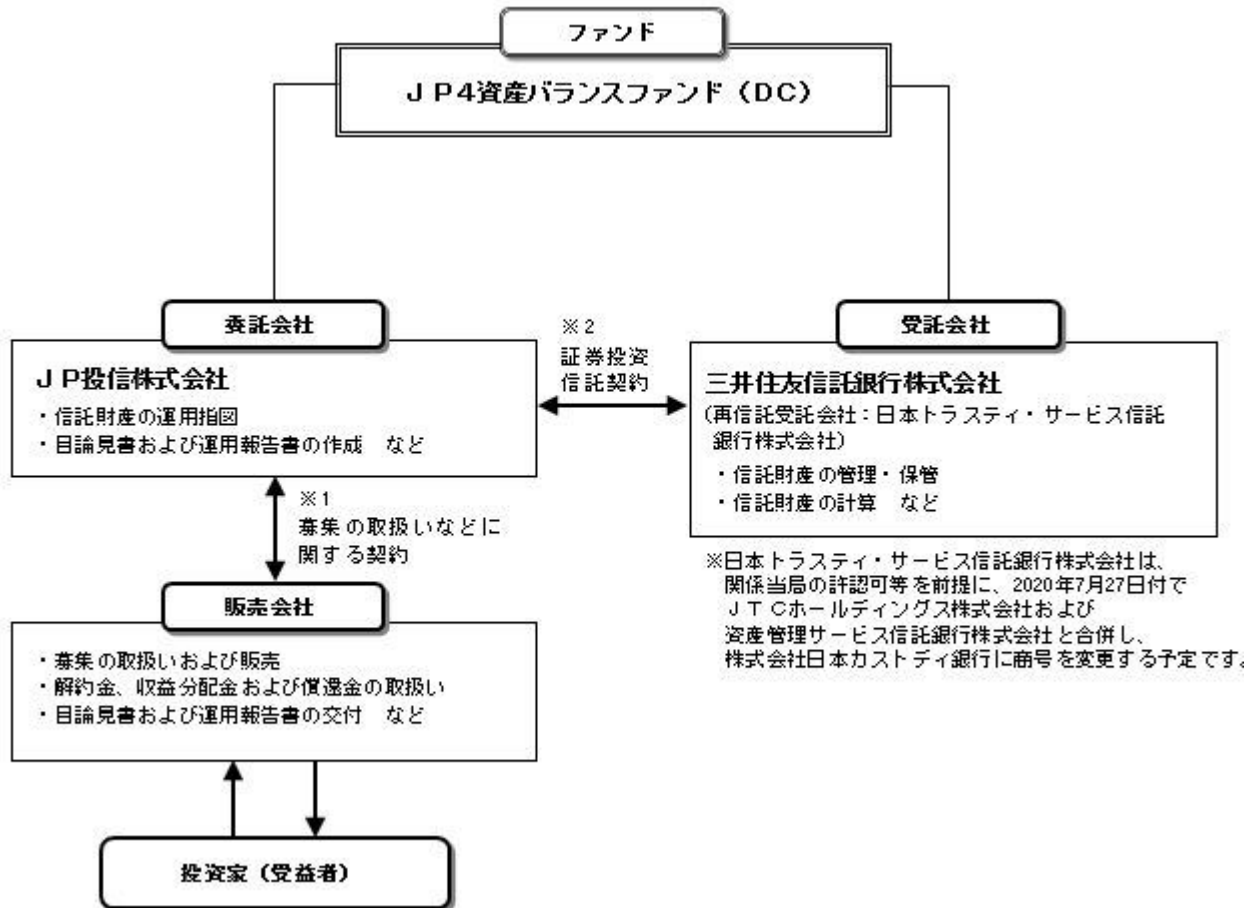 ファンド
JP4資産バランスファンド(DC)
委託会社
JP投信株式会社
・信託財産の運用指図
・目論見書および運用報告書の作成 など
※2
証券投資
信託契約
受託会社
三井住友信託銀行株式会社
(再信託受託会社:日本トラスティ・サービス信託
銀行株式会社)
・信託財産の管理・保管
・信託財産の計算 など
※1
募集の取扱いなどに
関する契約
※日本トラスティ・サービス信託銀行株式会社は、
関係当局の許認可等を前提に、2020年7月27日付で
JTCホールディングス株式会社および
資産管理サービス信託銀行株式会社と合併し、
株式会社日本カストディ銀行に商号を変更する予定です。
販売会社
・募集の取扱いおよび販売
・解約金、収益分配金および償還金の取扱い
・目論見書および運用報告書の交付 など
投資家(受益者)